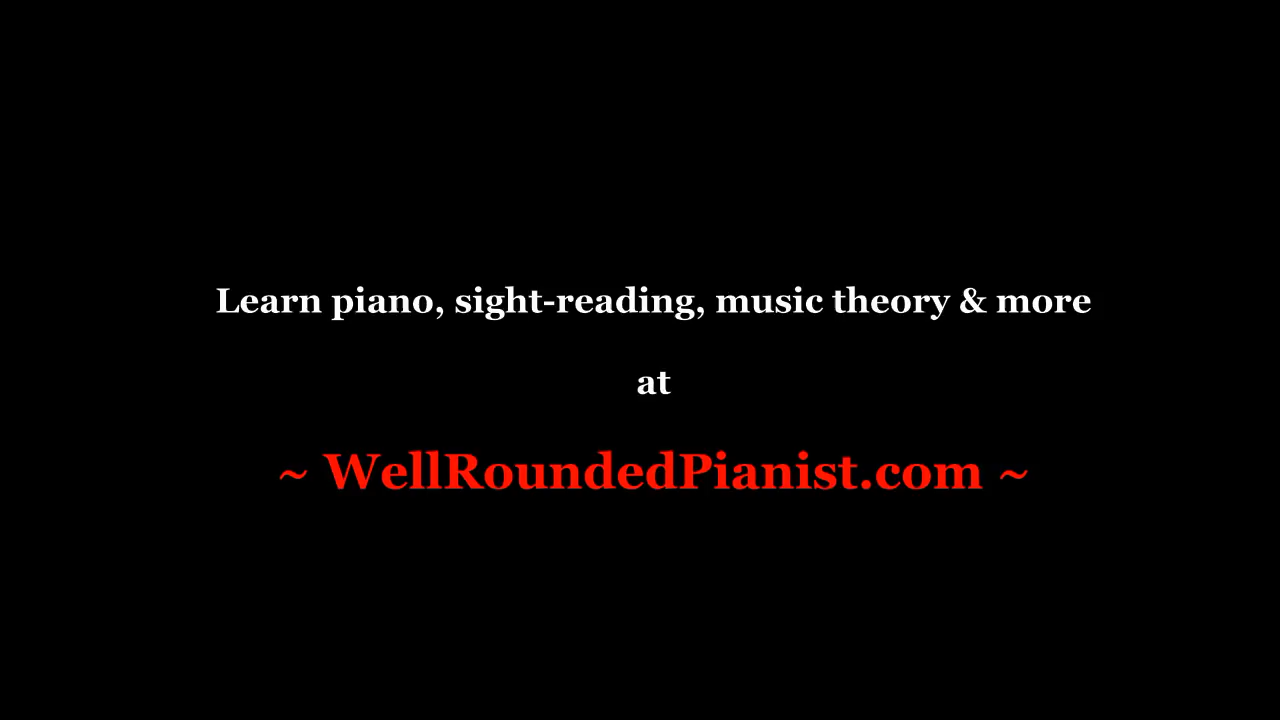 Learn piano, sight-reading, music theory & more
at
~ WellRoundedPianist.com ~